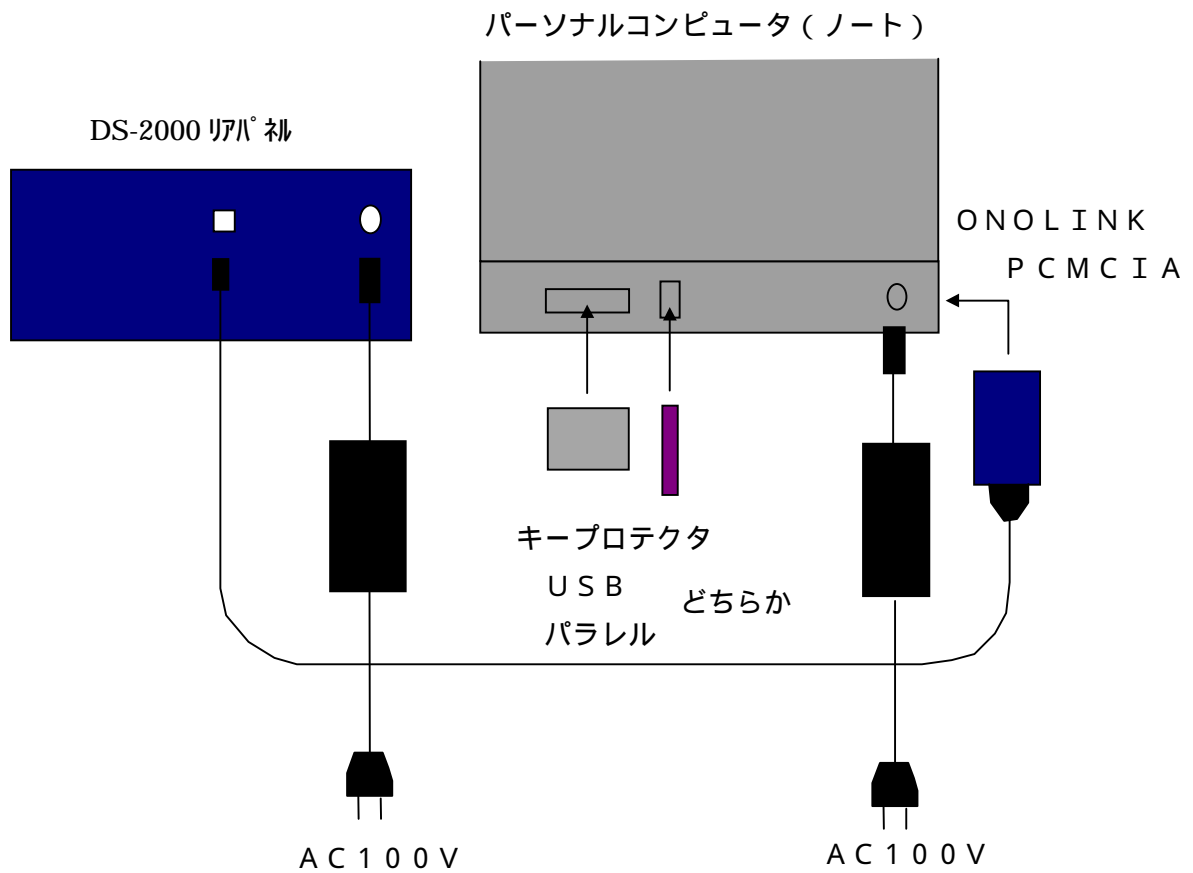 パーソナルコンピュータ(ノート)
DS-2000 ﾘｱﾊﾟﾈﾙ
ＯＮＯＬＩＮＫ
ＰＣＭＣＩＡ
キープロテクタ
ＵＳＢ
どちらか
パラレル
ＡＣ１００Ｖ
ＡＣ１００Ｖ